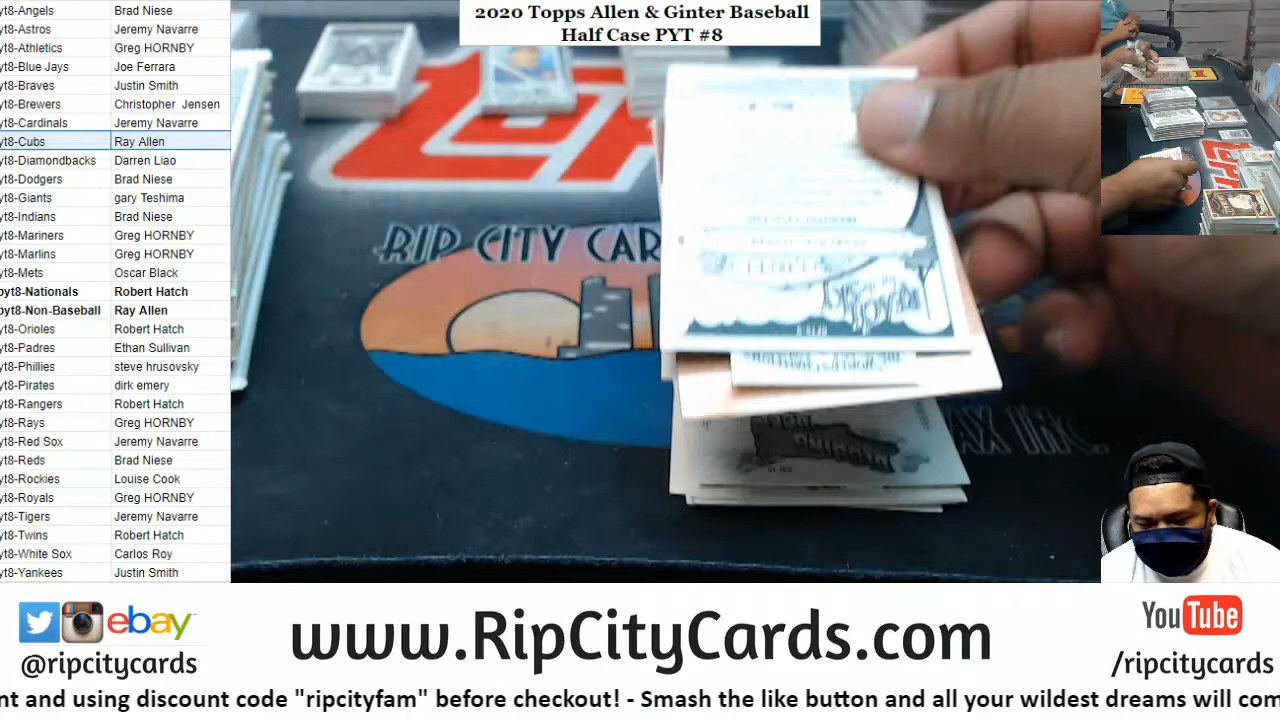 2020 Topps Allen & Ginter Baseball
Half Case PYT #8
yt8-Angels Brad Niese
yt8-Astros Jeremy Navarre
yt8-Athletics Greg HORNBY
yt8-Blue Jays Joe Ferrara
yt8-Braves Justin Smith
yt8-Brewers Christopher Jensen
yt8-Cardinals Jeremy Navarre
yt8-Cubs Ray Allen
yt8-Diamondbacks Darren Liao
yt8-Dodgers Brad Niese
yt8-Giants gary Teshima
yt8-Indians Brad Niese
yt8-Mariners Greg HORNBY
yt8-Marlins Greg HORNBY
yt8-Mets Oscar Black
pyt8-Nationals Robert Hatch
pyt8-Non-Baseball Ray Allen
yt8-Orioles Robert Hatch
yt8-Padres Ethan Sullivan
yt8-Phillies steve hrusovsky
yt8-Pirates dirk emery
yt8-Rangers Robert Hatch
yt8-Rays Greg HORNBY
yt8-Red Sox Jeremy Navarre
yt8-Reds Brad Niese
yt8-Rockies Louise Cook
yt8-Royals Greg HORNBY
yt8-Tigers Jeremy Navarre
yt8-Twins Robert Hatch
yt8-White Sox Carlos Roy
yt8-Yankees Justin Smith
RIP CITY CAR
ebay
@ripcitycards
www.RipCityCards.com
YouTube
/ripcitycards
nt and using discount code "ripcityfam" before checkout! - Smash the like button and all your wildest dreams will com